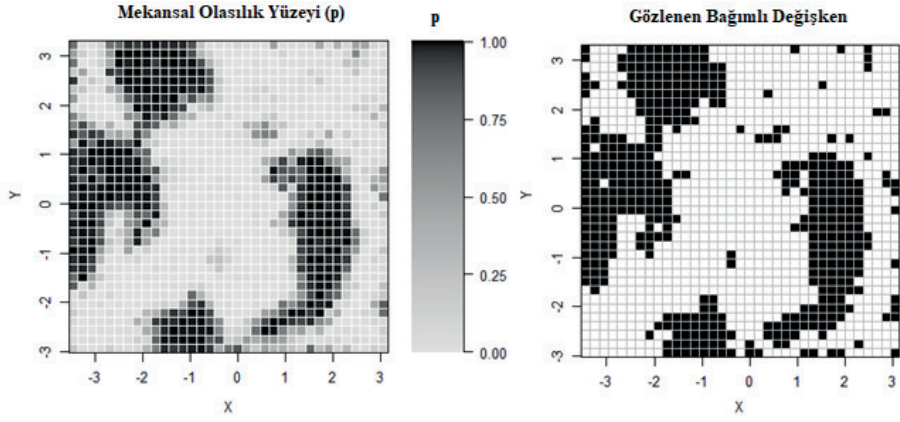 Mekansal Olasılık Yüzeyi (p)
p
Gözlenen Bağımlı Değişken
3
2
1
0
-1
-2
-3
Y
-3 -2 -1 0 1 2 3
X
1.00
0.75
0.50
0.25
0.00
3
2
1
0
-1
-2
-3
Y
-3 -2 -1 0 1 2 3
X